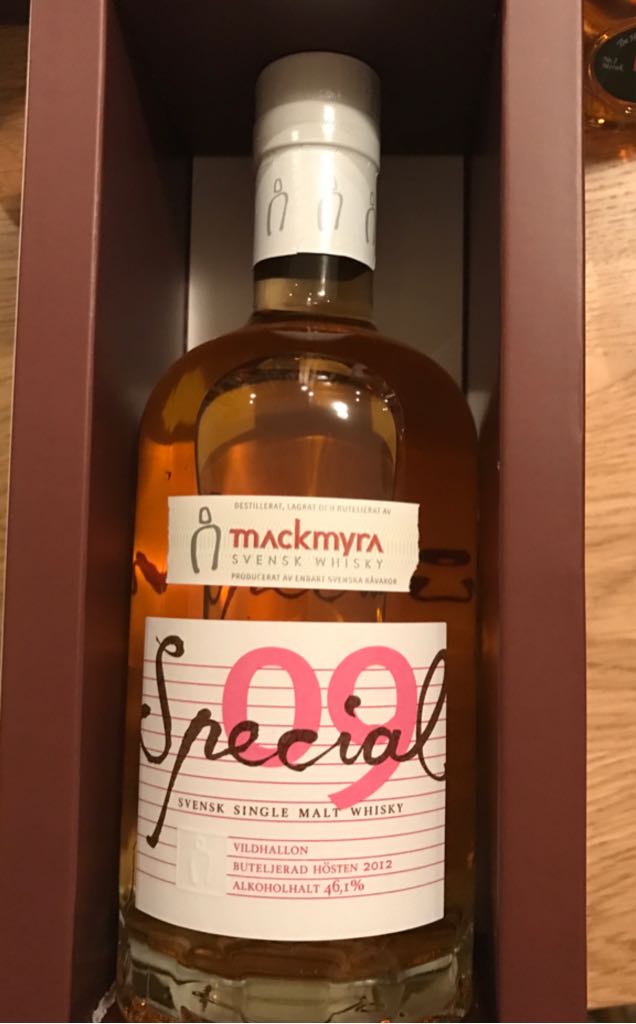 DESTILLERAT, LAGRAT OCH BUTELJERAT AV
mackmyra
SVENSK WHISKY
PRODUCERAT AV ENBART SVENSKA RÅVAROR
09
Special
SVENSK SINGLE MALT WHISKY
VILDHALLON
BUTELJERAD HÖSTEN 2012
ALKOHOLHALT 46,1%